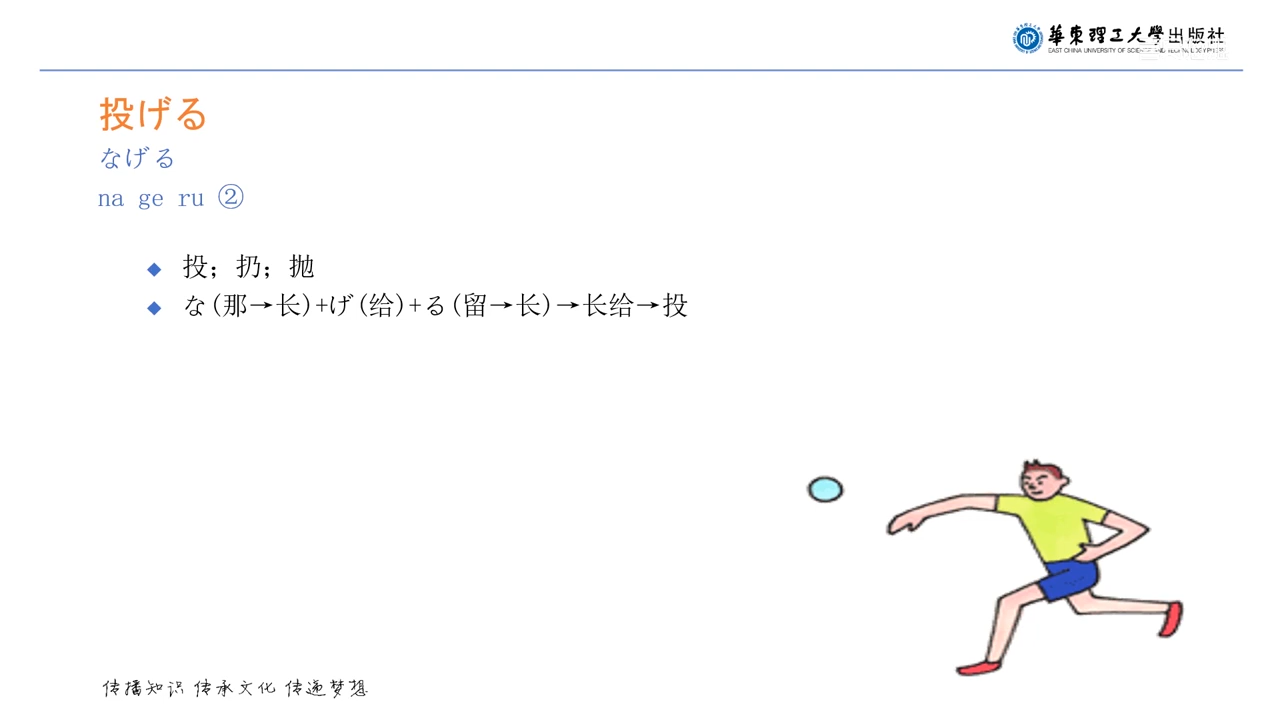 華東理工大學出版社
投げる
なげる
na ge ru ②
投；扔；抛
な(那→长)+げ(给)+る(留→长)→长给→投
传播知识 传承文化 传递梦想